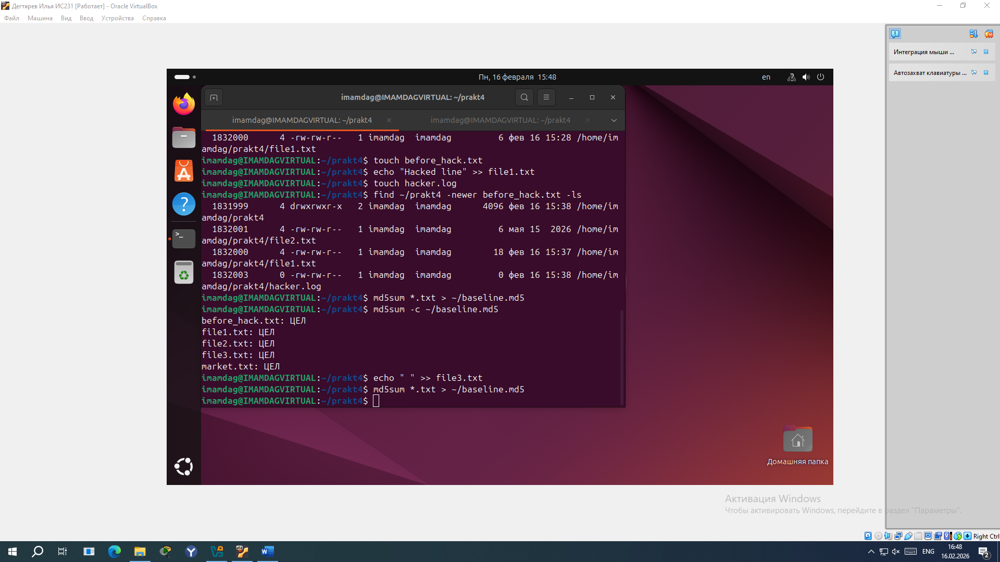 Дегтярев Илья ИС231 [Работает] - Oracle VirtualBox
Файл Машина Вид Ввод Устройства Справка
Интеграция мыши ...
Автозахват клавиатуры ...
Пн, 16 февраля 15:48
en
imamdag@IMAMDAGVIRTUAL: ~/prakt4
imamdag@IMAMDAGVIRTUAL: ~/prakt4
imamdag@IMAMDAGVIRTUAL: ~/prakt4
1832000 4 -rw-rw-r-- 1 imamdag imamdag 6 фев 16 15:28 /home/im
amdag/prakt4/file1.txt
imamdag@IMAMDAGVIRTUAL:~/prakt4$ touch before_hack.txt
imamdag@IMAMDAGVIRTUAL:~/prakt4$ echo "Hacked line" >> file1.txt
imamdag@IMAMDAGVIRTUAL:~/prakt4$ touch hacker.log
imamdag@IMAMDAGVIRTUAL:~/prakt4$ find ~/prakt4 -newer before_hack.txt -ls
1831999 4 drwxrwxr-x 2 imamdag imamdag 4096 фев 16 15:38 /home/im
amdag/prakt4
1832001 4 -rw-rw-r-- 1 imamdag imamdag 6 мая 15 2026 /home/im
amdag/prakt4/file2.txt
1832000 4 -rw-rw-r-- 1 imamdag imamdag 18 фев 16 15:37 /home/im
amdag/prakt4/file1.txt
1832003 0 -rw-rw-r-- 1 imamdag imamdag 0 фев 16 15:38 /home/im
amdag/prakt4/hacker.log
imamdag@IMAMDAGVIRTUAL:~/prakt4$ md5sum *.txt > ~/baseline.md5
imamdag@IMAMDAGVIRTUAL:~/prakt4$ md5sum -c ~/baseline.md5
before_hack.txt: ЦЕЛ
file1.txt: ЦЕЛ
file2.txt: ЦЕЛ
file3.txt: ЦЕЛ
market.txt: ЦЕЛ
imamdag@IMAMDAGVIRTUAL:~/prakt4$ echo " " >> file3.txt
imamdag@IMAMDAGVIRTUAL:~/prakt4$ md5sum *.txt > ~/baseline.md5
imamdag@IMAMDAGVIRTUAL:~/prakt4$
Домашняя папка
Активация Windows
Чтобы активировать Windows, перейдите в раздел "Параметры".
Right Ctrl
ENG
16:48
16.02.2026
2